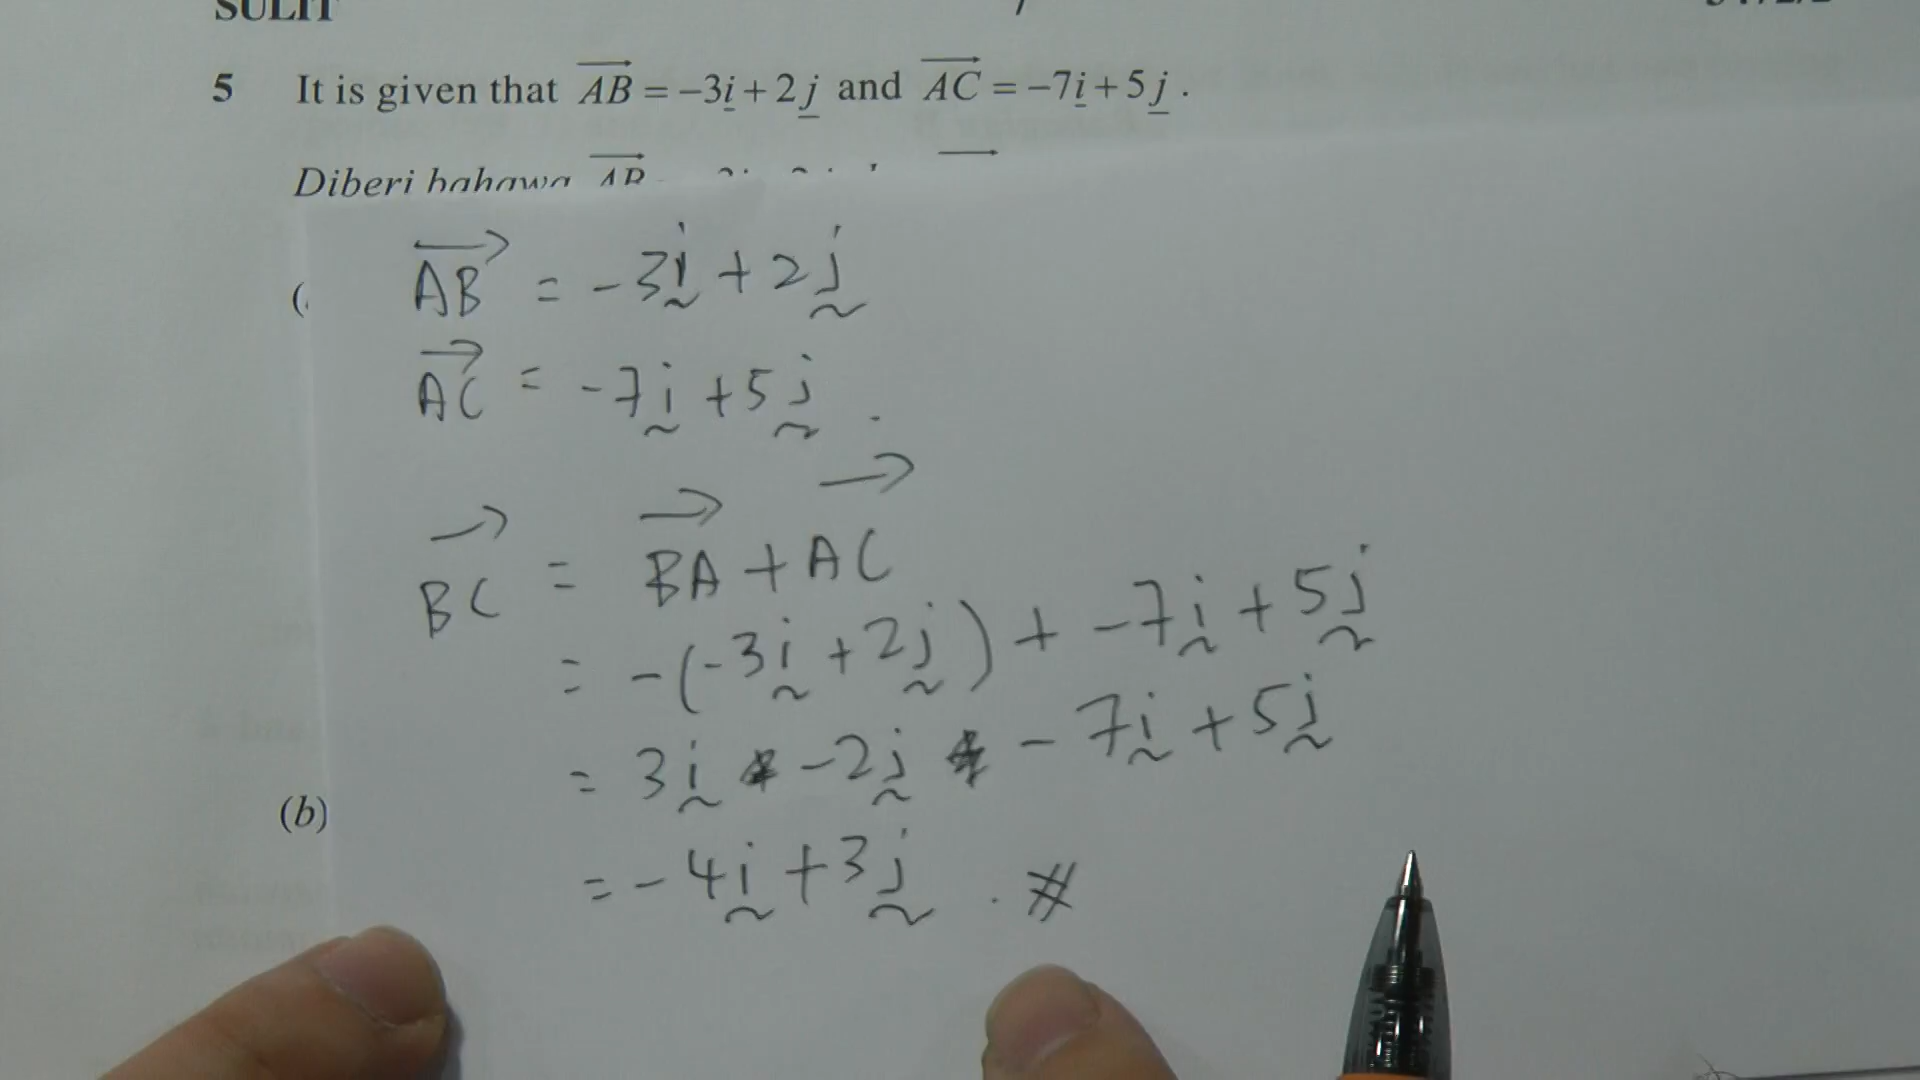 SULIT
5 It is given that AB = −3i + 2j and AC = −7i + 5j .
Diberi bahawa AB
AB = -3i + 2j
AC = -7i + 5j .
BC = BA + AC
= -(-3i + 2j) + -7i + 5j
= 3i -2j - 7i + 5j
= -4i + 3j . #
(b)